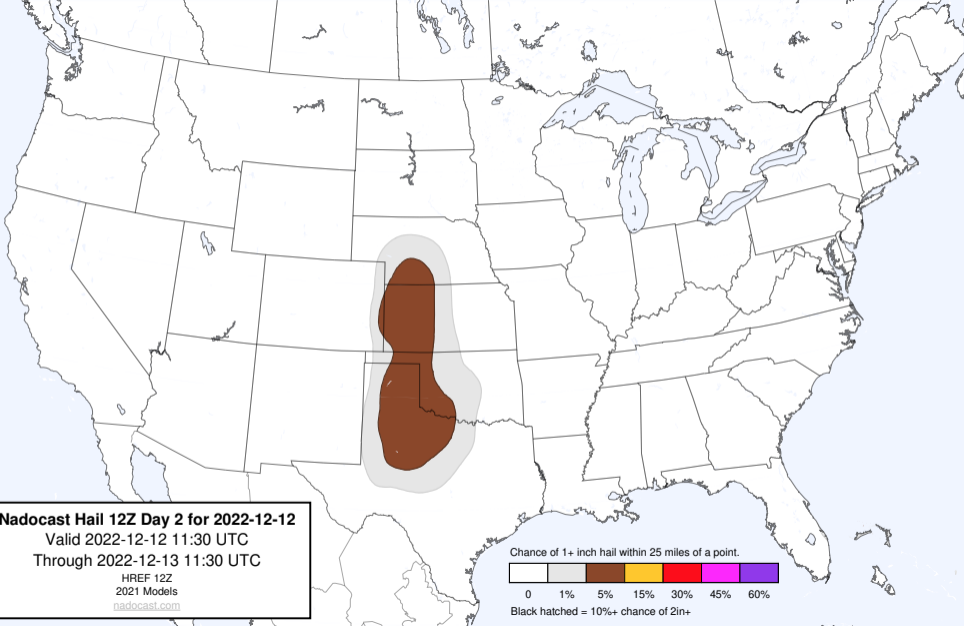 Nadocast Hail 12Z Day 2 for 2022-12-12
Valid 2022-12-12 11:30 UTC
Through 2022-12-13 11:30 UTC
HREF 12Z
2021 Models
nadocast.com
Chance of 1+ inch hail within 25 miles of a point.
0 1% 5% 15% 30% 45% 60%
Black hatched = 10%+ chance of 2in+